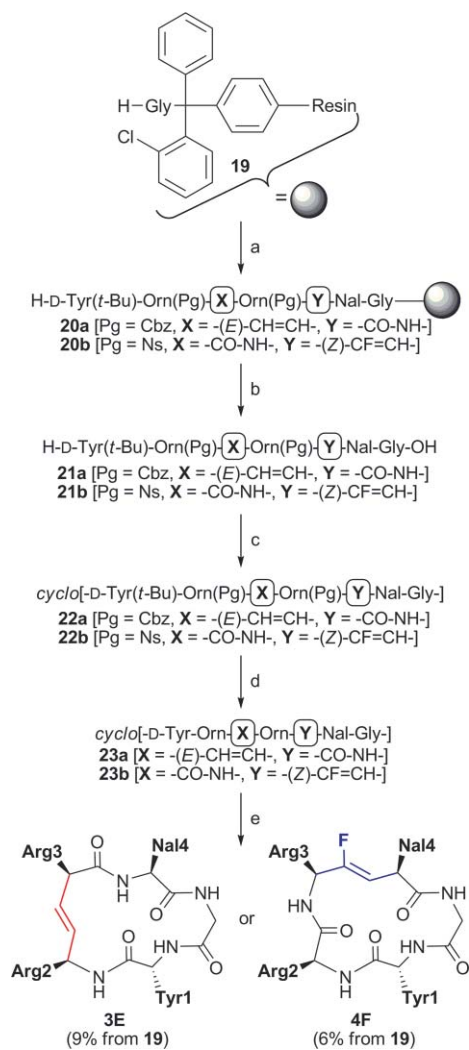 H-Gly
Resin
Cl
19
=
a
H-D-Tyr(t-Bu)-Orn(Pg)-X-Orn(Pg)-Y-Nal-Gly
20a [Pg = Cbz, X = -(E)-CH=CH-, Y = -CO-NH-]
20b [Pg = Ns, X = -CO-NH-, Y = -(Z)-CF=CH-]
b
H-D-Tyr(t-Bu)-Orn(Pg)-X-Orn(Pg)-Y-Nal-Gly-OH
21a [Pg = Cbz, X = -(E)-CH=CH-, Y = -CO-NH-]
21b [Pg = Ns, X = -CO-NH-, Y = -(Z)-CF=CH-]
c
cyclo[-D-Tyr(t-Bu)-Orn(Pg)-X-Orn(Pg)-Y-Nal-Gly-]
22a [Pg = Cbz, X = -(E)-CH=CH-, Y = -CO-NH-]
22b [Pg = Ns, X = -CO-NH-, Y = -(Z)-CF=CH-]
d
cyclo[-D-Tyr-Orn-X-Orn-Y-Nal-Gly-]
23a [X = -(E)-CH=CH-, Y = -CO-NH-]
23b [X = -CO-NH-, Y = -(Z)-CF=CH-]
e
Arg3
O
Nal4
N
H
O
NH
O
HN
O
N
H
Arg2
Tyr1
3E
(9% from 19)
or
Arg3
F
Nal4
HN
O
NH
O
O
HN
O
N
H
Arg2
Tyr1
4F
(6% from 19)